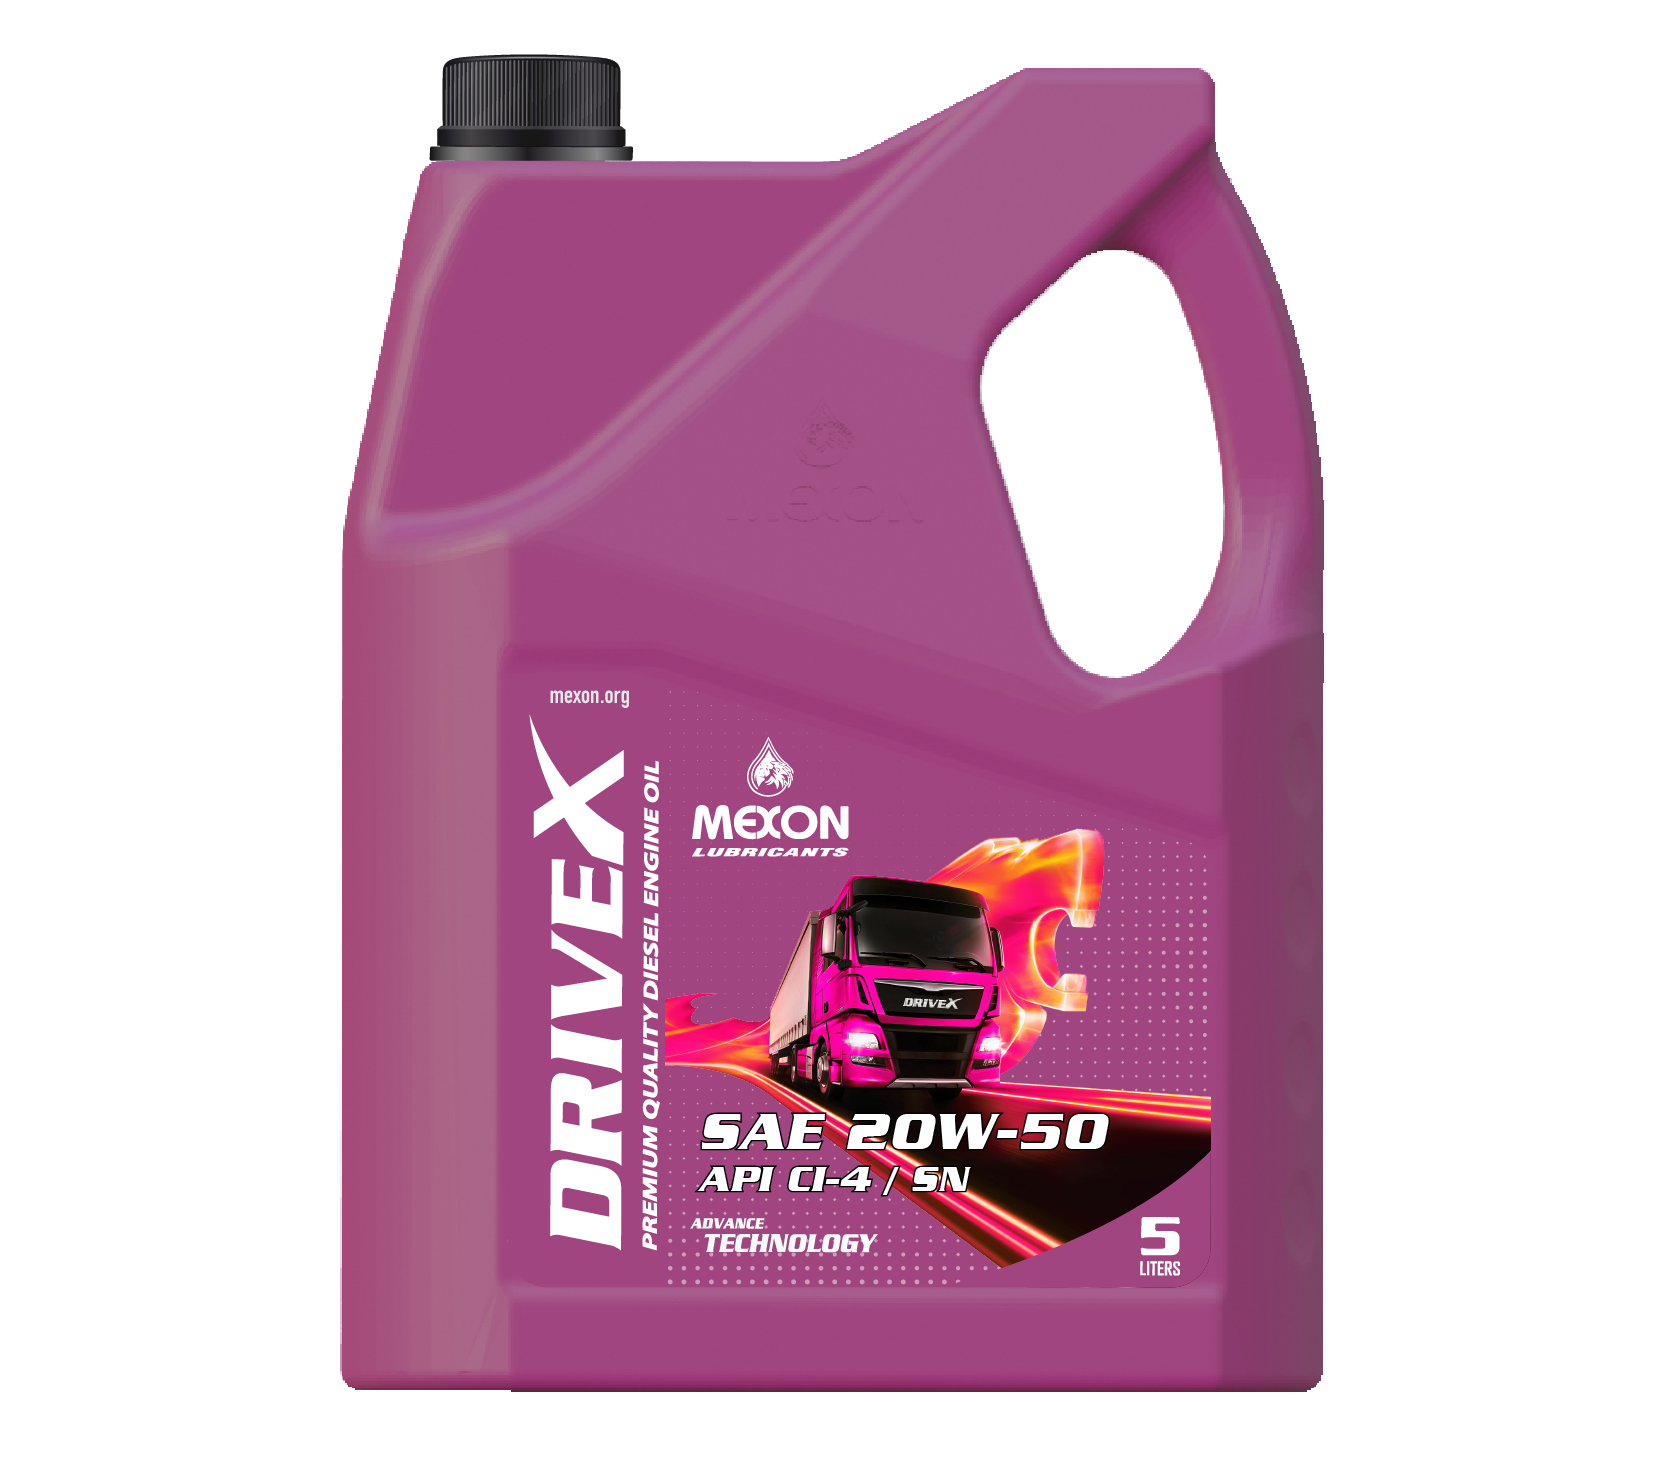 MEXON
mexon.org
DRIVEX
PREMIUM QUALITY DIESEL ENGINE OIL
MEXON
LUBRICANTS
DRIVEX
SAE 20W-50
API CI-4 / SN
ADVANCE
TECHNOLOGY
5
LITERS